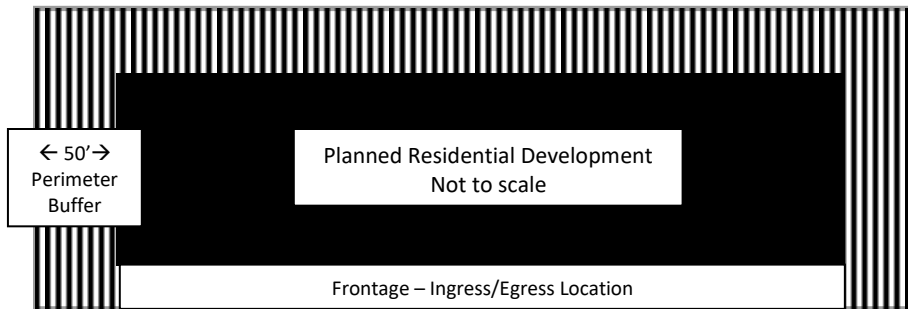 ← 50’→
Perimeter
Buffer
Planned Residential Development
Not to scale
Frontage – Ingress/Egress Location